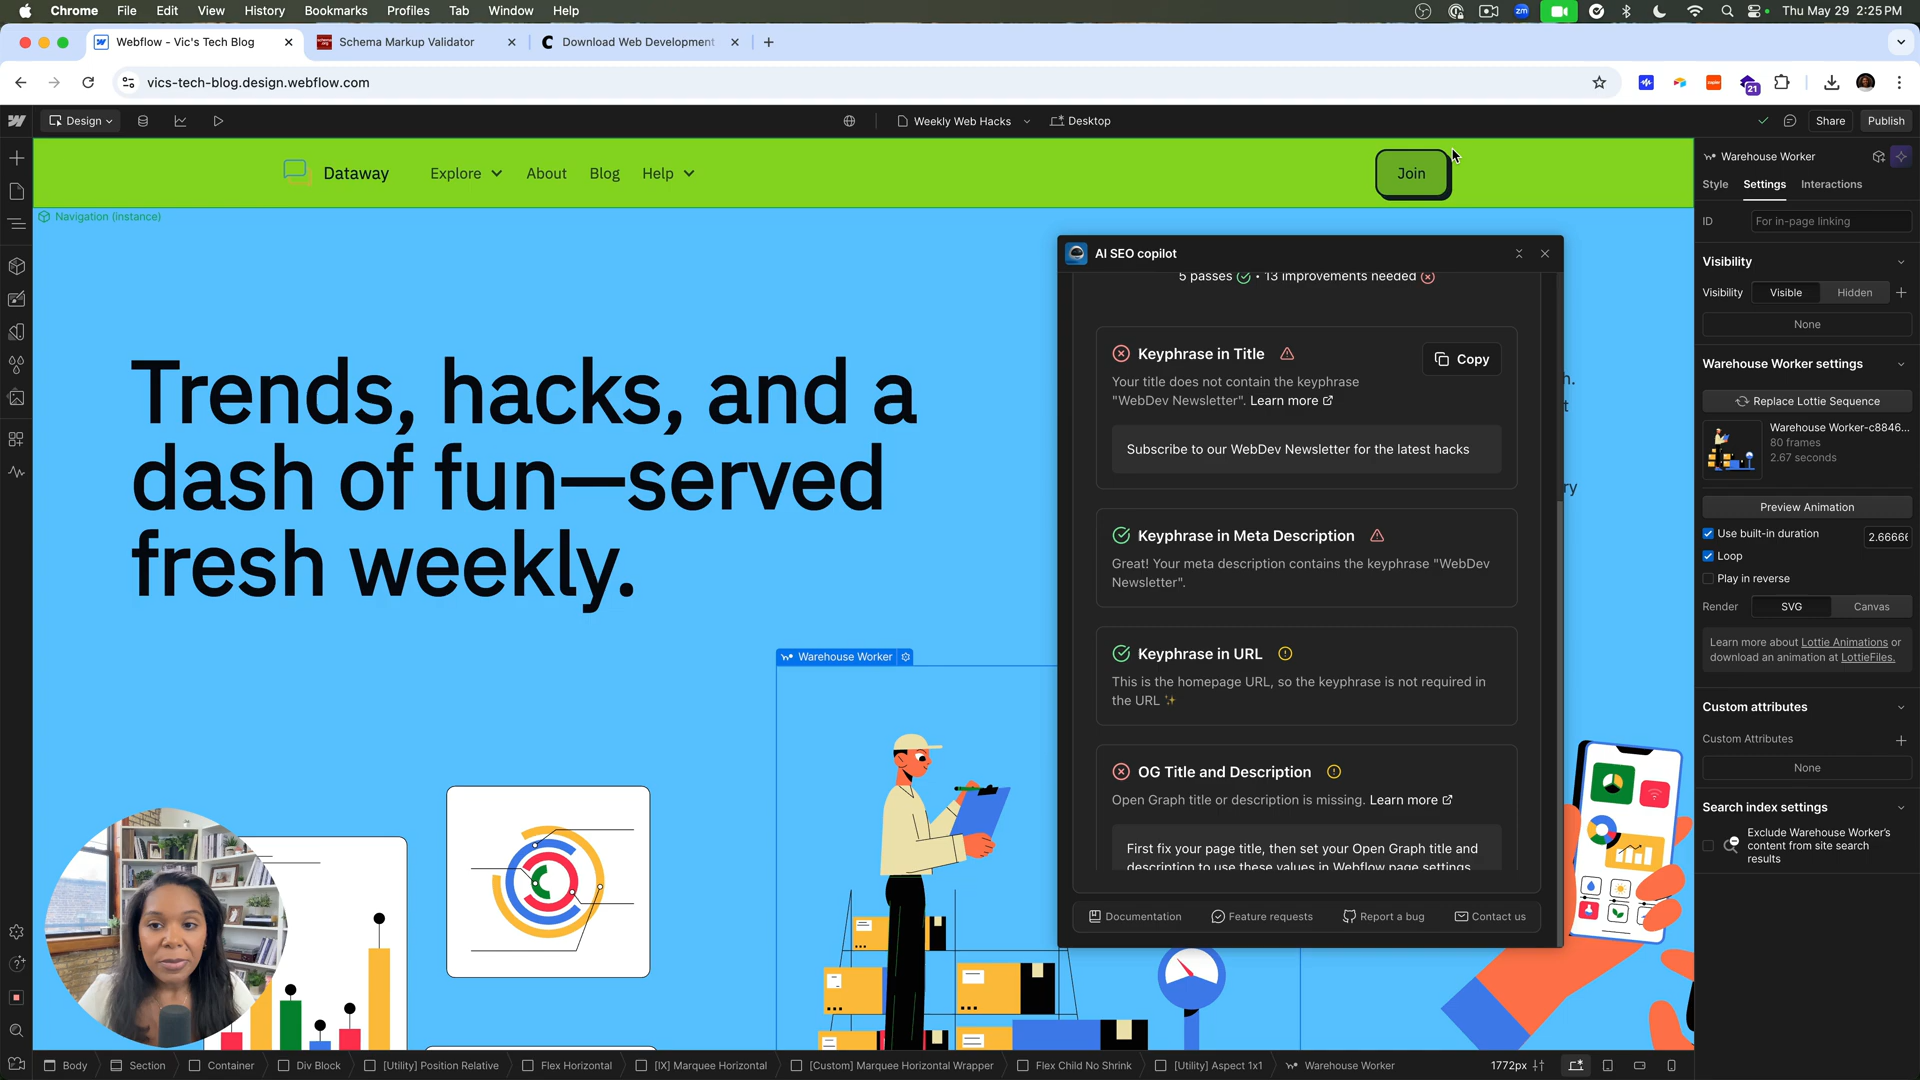 Chrome File Edit View History Bookmarks Profiles Tab Window Help
zm
Thu May 29 2:25 PM
Webflow - Vic's Tech Blog
Schema Markup Validator
Download Web Development
vics-tech-blog.design.webflow.com
21
Design
Weekly Web Hacks
Desktop
Share
Publish
Dataway
Explore
About
Blog
Help
Join
Navigation (instance)
Trends, hacks, and a
dash of fun—served
fresh weekly.
Warehouse Worker
AI SEO copilot
5 passes • 13 improvements needed
Keyphrase in Title
Copy
Your title does not contain the keyphrase
"WebDev Newsletter". Learn more
Subscribe to our WebDev Newsletter for the latest hacks
Keyphrase in Meta Description
Great! Your meta description contains the keyphrase "WebDev
Newsletter".
Keyphrase in URL
This is the homepage URL, so the keyphrase is not required in
the URL ✨
OG Title and Description
Open Graph title or description is missing. Learn more
First fix your page title, then set your Open Graph title and
description to use these values in Webflow page settings
Documentation
Feature requests
Report a bug
Contact us
Warehouse Worker
Style
Settings
Interactions
ID
For in-page linking
Visibility
Visibility
Visible
Hidden
None
Warehouse Worker settings
Replace Lottie Sequence
Warehouse Worker-c8846...
80 frames
2.67 seconds
Preview Animation
Use built-in duration
2.6666
Loop
Play in reverse
Render
SVG
Canvas
Learn more about Lottie Animations or
download an animation at LottieFiles.
Custom attributes
Custom Attributes
None
Search index settings
Exclude Warehouse Worker's
content from site search
results
Body
Section
Container
Div Block
[Utility] Position Relative
Flex Horizontal
[IX] Marquee Horizontal
[Custom] Marquee Horizontal Wrapper
Flex Child No Shrink
[Utility] Aspect 1x1
Warehouse Worker
1772px